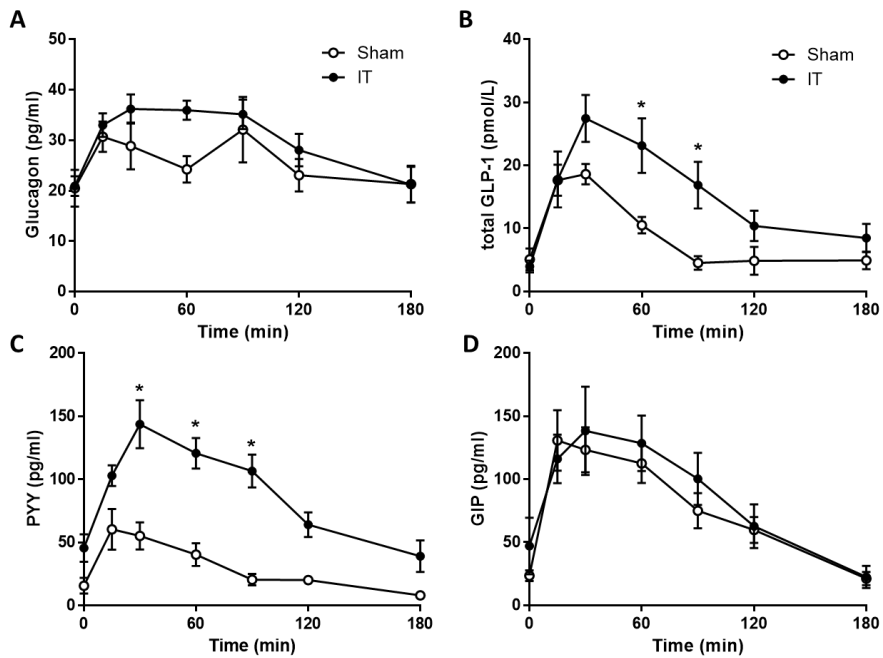 A
Glucagon (pg/ml)
50
40
30
20
10
0
Sham
IT
0 60 120 180
Time (min)
B
total GLP-1 (pmol/L)
40
30
20
10
0
Sham
IT
*
*
0 60 120 180
Time (min)
C
PYY (pg/ml)
200
150
100
50
0
*
*
*
0 60 120 180
Time (min)
D
GIP (pg/ml)
200
150
100
50
0
0 60 120 180
Time (min)